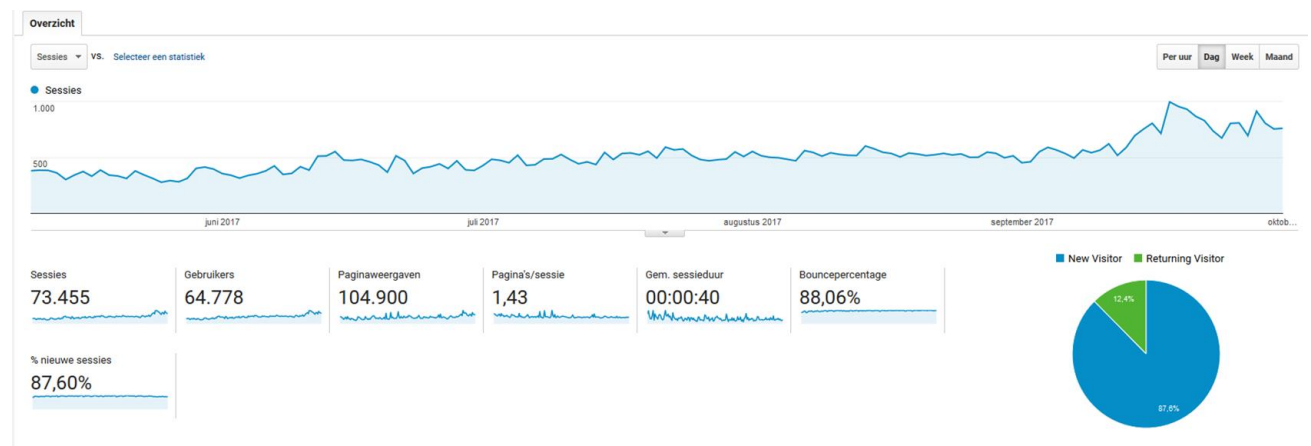 Overzicht
Sessies VS. Selecteer een statistiek
Per uur Dag Week Maand
Sessies
1.000
500
juni 2017 juli 2017 augustus 2017 september 2017 oktob...
New Visitor Returning Visitor
Sessies Gebruikers Paginaweergaven Pagina's/sessie Gem. sessieduur Bouncepercentage
73.455 64.778 104.900 1,43 00:00:40 88,06%
12,4%
% nieuwe sessies
87,60%
87,6%